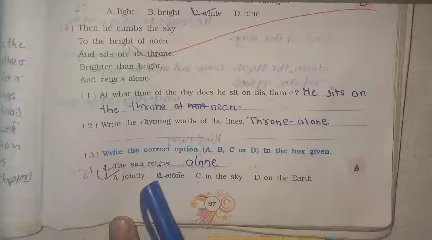 A. light B. bright C. white D. blue
(2) Then he climbs the sky
To the height of noon
And sits on his throne
Brighter than bright,
And reigns alone.
(1) At what time of the day does he sit on his throne? He sits on
the throne at noon.
(2) Write the rhyming words of the lines. Throne-alone.
(3) Write the correct option (A, B, C or D) in the box given.
The sun reigns alone
A jointly B alone C. in the sky D on the Earth
97